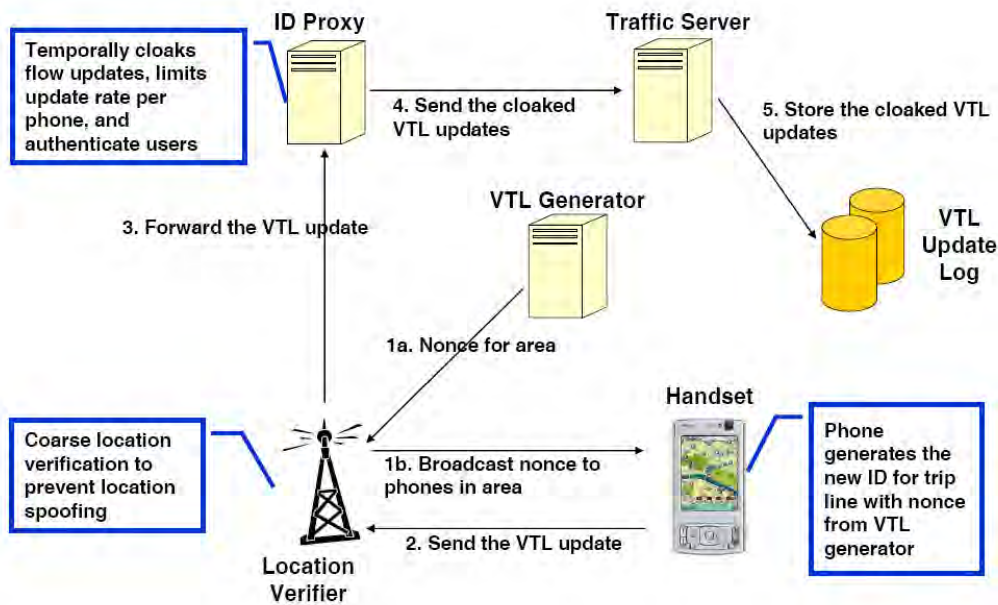 ID Proxy
Traffic Server
Temporally cloaks
flow updates, limits
update rate per
phone, and
authenticate users
4. Send the cloaked
VTL updates
5. Store the cloaked VTL
updates
VTL Generator
3. Forward the VTL update
VTL
Update
Log
1a. Nonce for area
Handset
Coarse location
verification to
prevent location
spoofing
1b. Broadcast nonce to
phones in area
Phone
generates the
new ID for trip
line with nonce
from VTL
generator
2. Send the VTL update
Location
Verifier